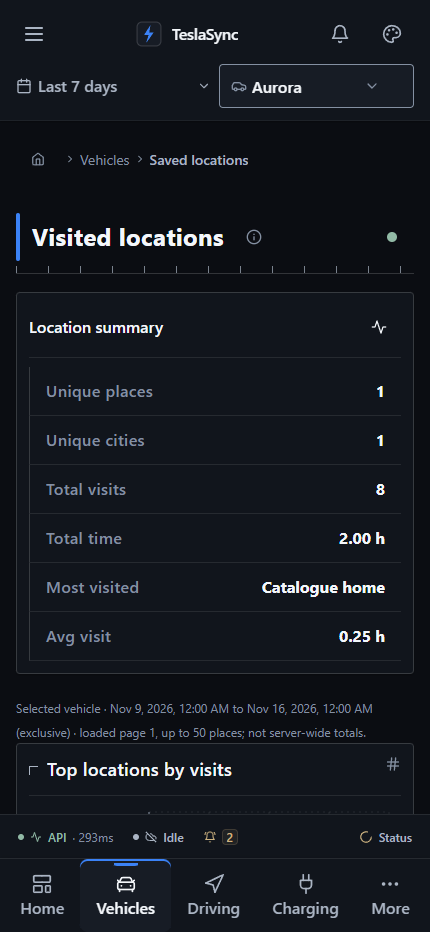 TeslaSync
Last 7 days
Aurora
Vehicles
Saved locations
Visited locations
Location summary
Unique places 1
Unique cities 1
Total visits 8
Total time 2.00 h
Most visited Catalogue home
Avg visit 0.25 h
Selected vehicle · Nov 9, 2026, 12:00 AM to Nov 16, 2026, 12:00 AM
(exclusive) · loaded page 1, up to 50 places; not server-wide totals.
Top locations by visits
API · 293ms Idle 2 Status
Home Vehicles Driving Charging More